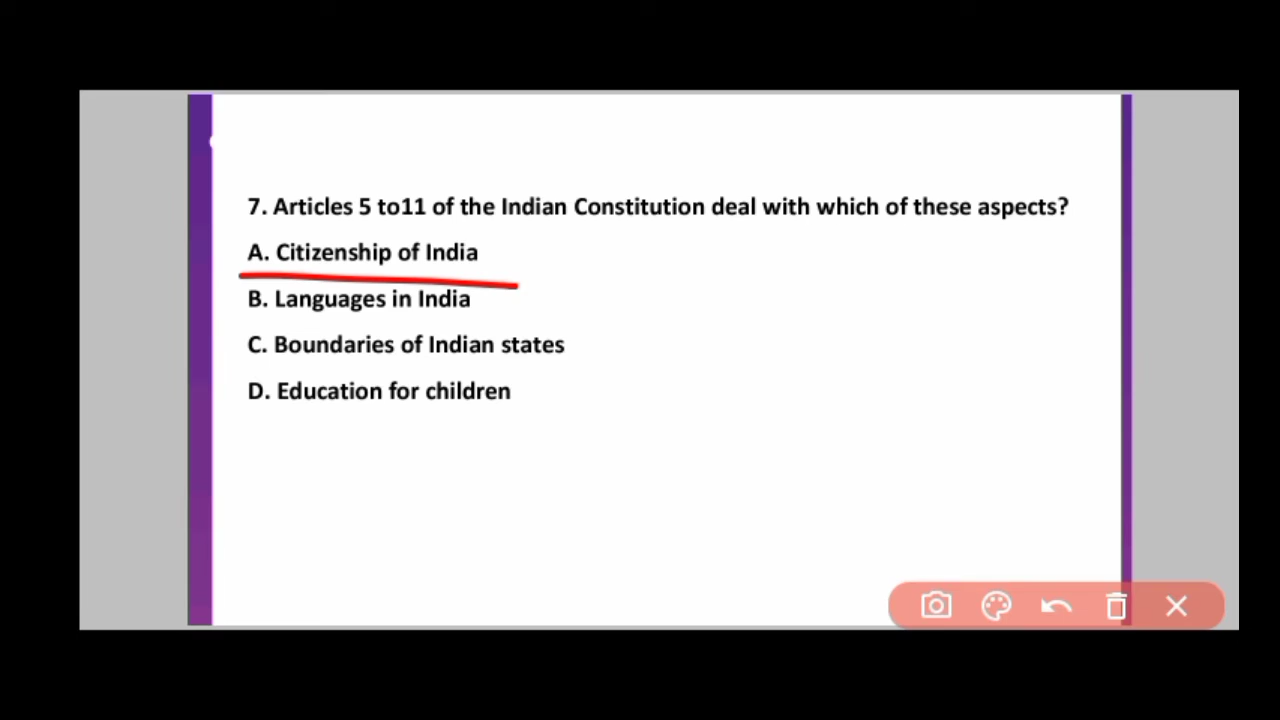 7. Articles 5 to11 of the Indian Constitution deal with which of these aspects?
A. Citizenship of India
B. Languages in India
C. Boundaries of Indian states
D. Education for children